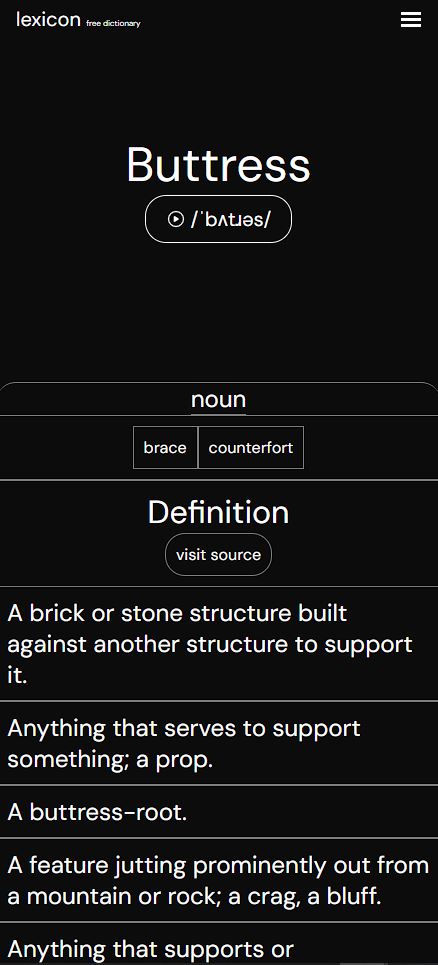 lexicon free dictionary
Buttress
/ˈbʌtɹəs/
noun
brace counterfort
Definition
visit source
A brick or stone structure built
against another structure to support
it.
Anything that serves to support
something; a prop.
A buttress-root.
A feature jutting prominently out from
a mountain or rock; a crag, a bluff.
Anything that supports or